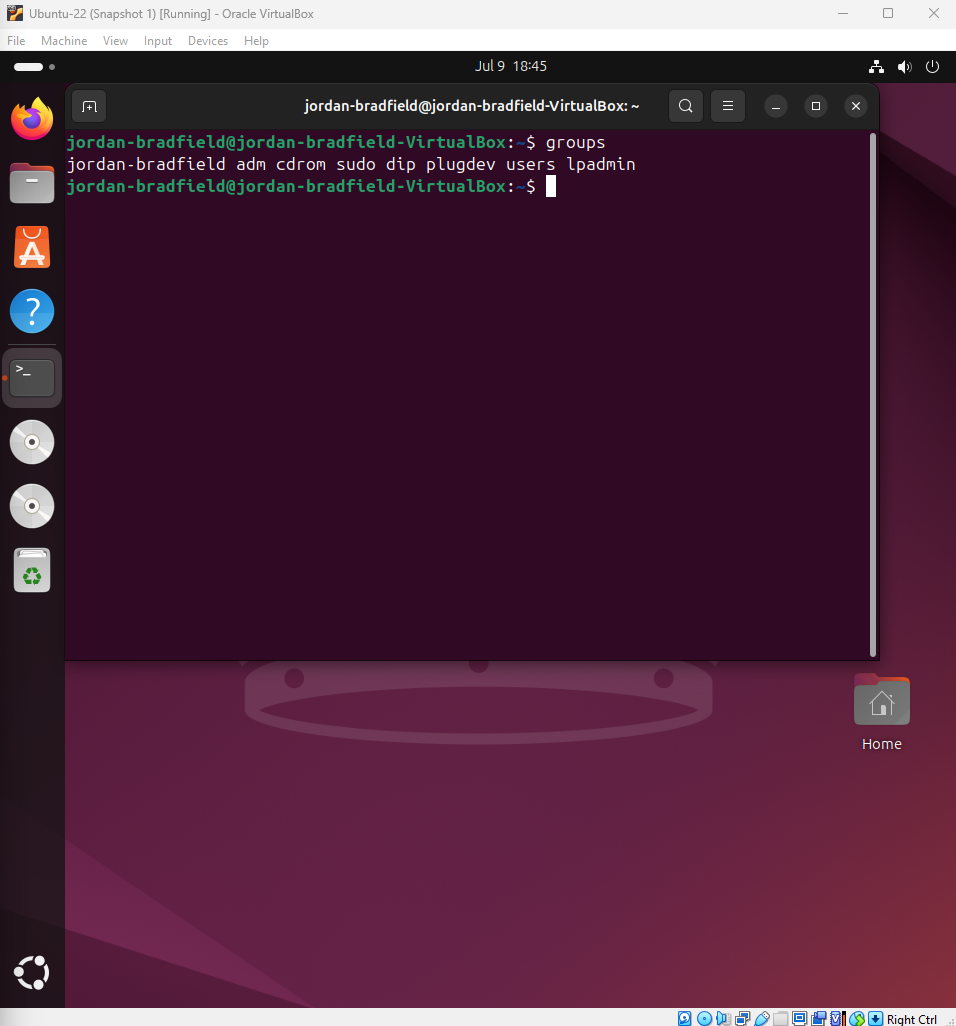 Ubuntu-22 (Snapshot 1) [Running] - Oracle VirtualBox
File Machine View Input Devices Help
Jul 9 18:45
jordan-bradfield@jordan-bradfield-VirtualBox: ~
jordan-bradfield@jordan-bradfield-VirtualBox:~$ groups
jordan-bradfield adm cdrom sudo dip plugdev users lpadmin
jordan-bradfield@jordan-bradfield-VirtualBox:~$
>_
Home
Right Ctrl